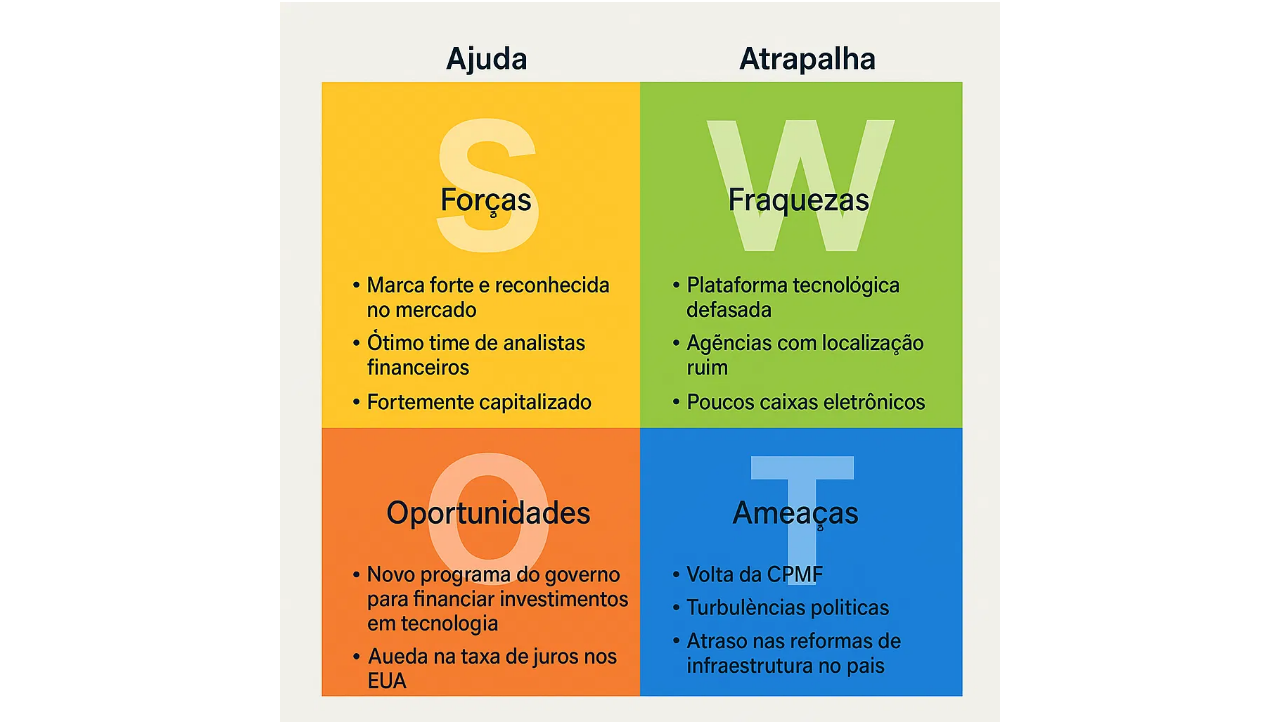 Ajuda
Atrapalha
S
Forças
• Marca forte e reconhecida
no mercado
• Ótimo time de analistas
financeiros
• Fortemente capitalizado
W
Fraquezas
• Plataforma tecnológica
defasada
• Agências com localização
ruim
• Poucos caixas eletrônicos
O
Oportunidades
• Novo programa do governo
para financiar investimentos
em tecnologia
• Aueda na taxa de juros nos
EUA
T
Ameaças
• Volta da CPMF
• Turbulèncias politicas
• Atraso nas reformas de
infraestrutura no pais